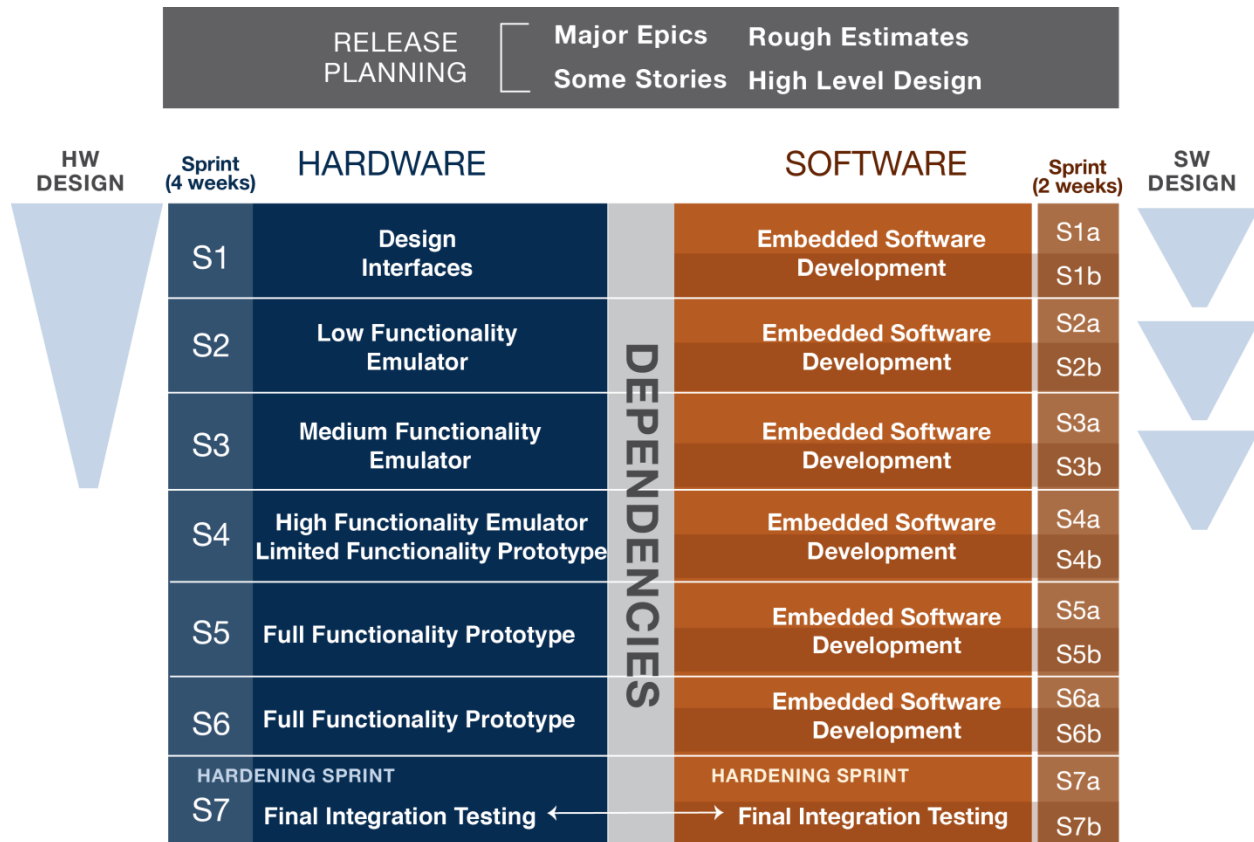 RELEASE
PLANNING
Major Epics
Rough Estimates
Some Stories
High Level Design
HW
DESIGN
Sprint
(4 weeks)
HARDWARE
SOFTWARE
Sprint
(2 weeks)
SW
DESIGN
S1
Design
Interfaces
Embedded Software
Development
S1a
S1b
S2
Low Functionality
Emulator
Embedded Software
Development
S2a
S2b
S3
Medium Functionality
Emulator
Embedded Software
Development
S3a
S3b
S4
High Functionality Emulator
Limited Functionality Prototype
Embedded Software
Development
S4a
S4b
S5
Full Functionality Prototype
Embedded Software
Development
S5a
S5b
S6
Full Functionality Prototype
Embedded Software
Development
S6a
S6b
DEPENDENCIES
S7
HARDENING SPRINT
Final Integration Testing
HARDENING SPRINT
Final Integration Testing
S7a
S7b